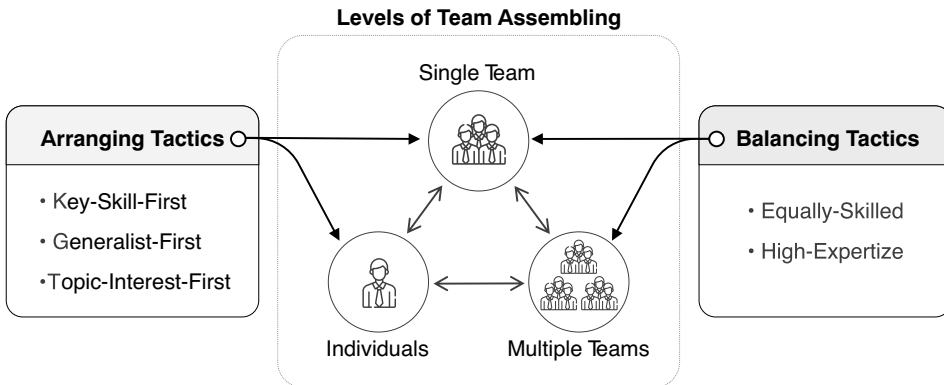 Levels of Team Assembling
Single Team
Arranging Tactics
• Key-Skill-First
• Generalist-First
• Topic-Interest-First
Individuals
Multiple Teams
Balancing Tactics
• Equally-Skilled
• High-Expertize